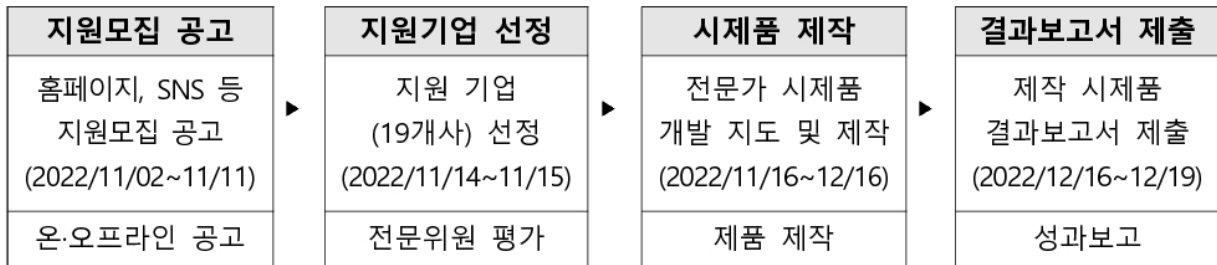 지원모집 공고
홈페이지, SNS 등
지원모집 공고
(2022/11/02~11/11)
온·오프라인 공고
▶
지원기업 선정
지원 기업
(19개사) 선정
(2022/11/14~11/15)
전문위원 평가
▶
시제품 제작
전문가 시제품
개발 지도 및 제작
(2022/11/16~12/16)
제품 제작
▶
결과보고서 제출
제작 시제품
결과보고서 제출
(2022/12/16~12/19)
성과보고